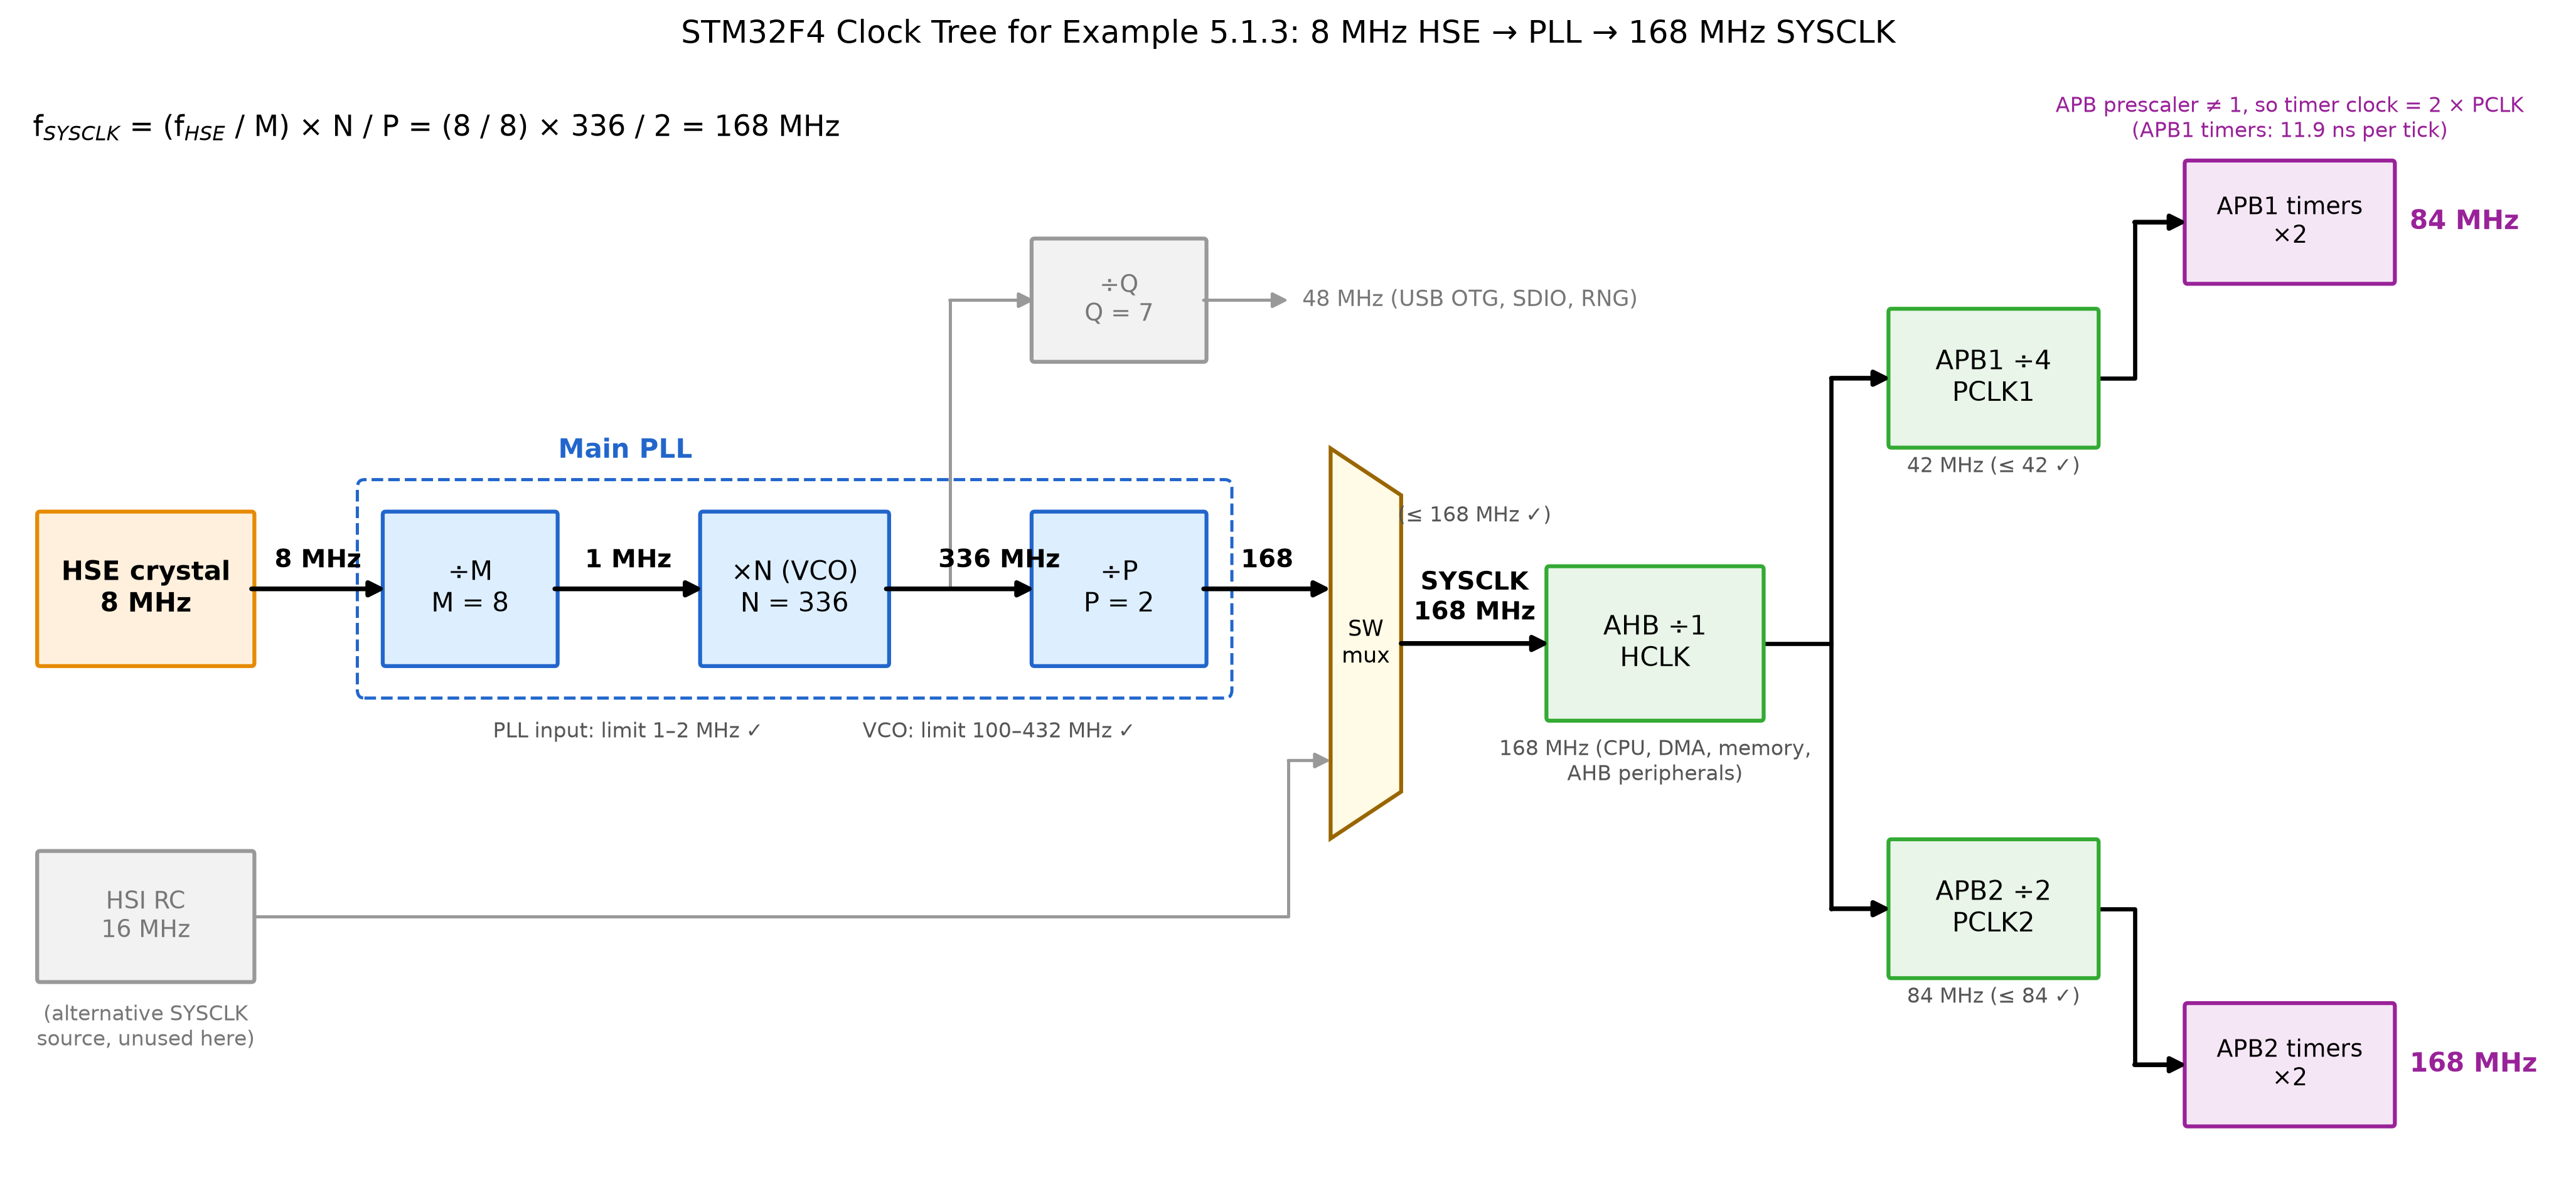 STM32F4 Clock Tree for Example 5.1.3: 8 MHz HSE → PLL → 168 MHz SYSCLK
fSYSCLK = (fHSE / M) × N / P = (8 / 8) × 336 / 2 = 168 MHz
APB prescaler ≠ 1, so timer clock = 2 × PCLK
(APB1 timers: 11.9 ns per tick)
APB1 timers
×2
84 MHz
÷Q
Q = 7
48 MHz (USB OTG, SDIO, RNG)
APB1 ÷4
PCLK1
42 MHz (≤ 42 ✓)
Main PLL
HSE crystal
8 MHz
8 MHz
÷M
M = 8
1 MHz
×N (VCO)
N = 336
336 MHz
÷P
P = 2
168
PLL input: limit 1–2 MHz ✓
VCO: limit 100–432 MHz ✓
SW
mux
(≤ 168 MHz ✓)
SYSCLK
168 MHz
AHB ÷1
HCLK
168 MHz (CPU, DMA, memory,
AHB peripherals)
HSI RC
16 MHz
(alternative SYSCLK
source, unused here)
APB2 ÷2
PCLK2
84 MHz (≤ 84 ✓)
APB2 timers
×2
168 MHz